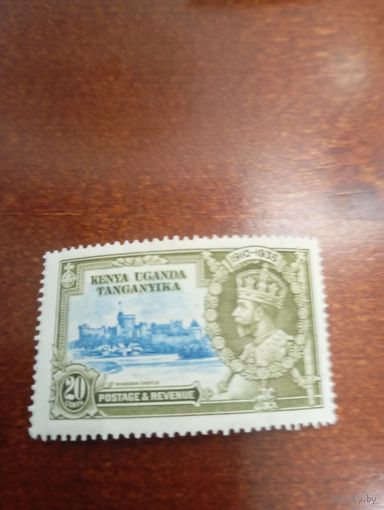 1910-1935
KENYA UGANDA
TANGANYIKA
WINDSOR CASTLE
20
CENTS
POSTAGE & REVENUE